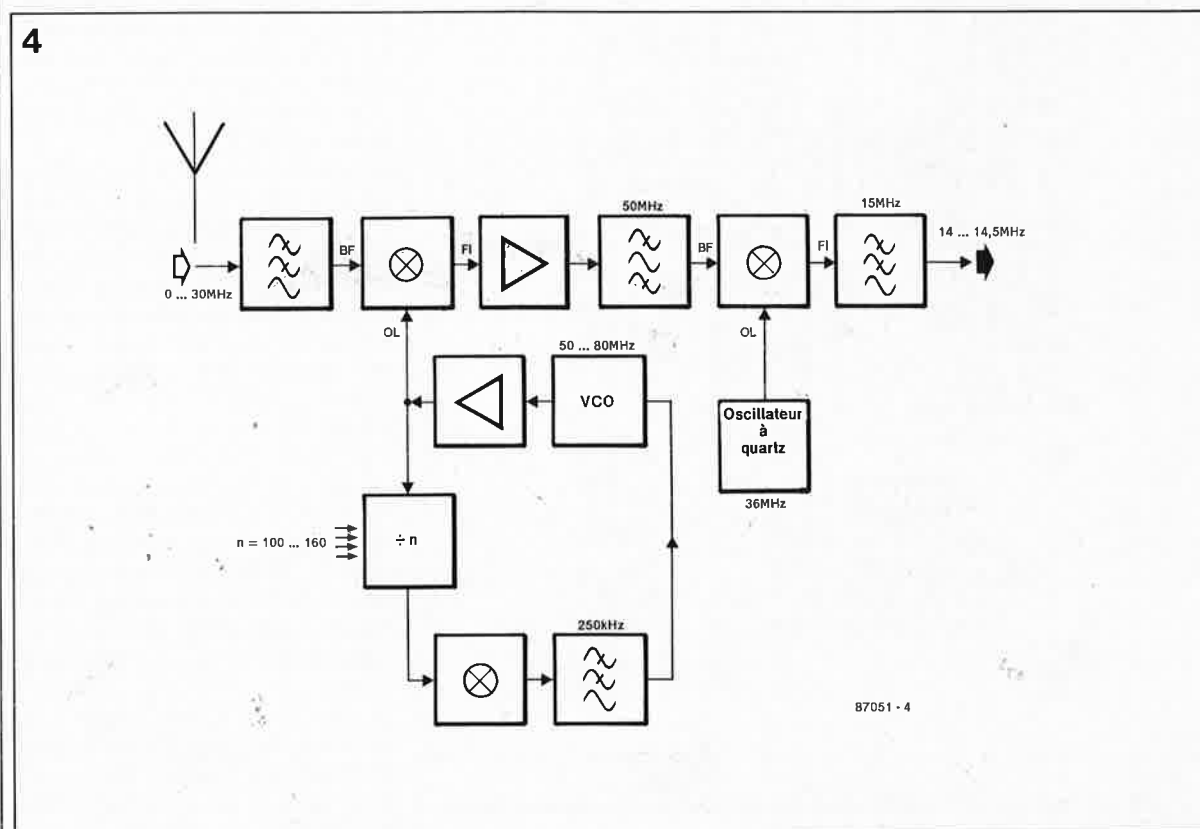 4
50MHz
15MHz
14 ... 14,5MHz
BF
FI
BF
FI
0 ... 30MHz
OL
OL
50 ... 80MHz
VCO
Oscillateur
à
quartz
36MHz
n = 100 ... 160
÷ n
250kHz
87051 - 4